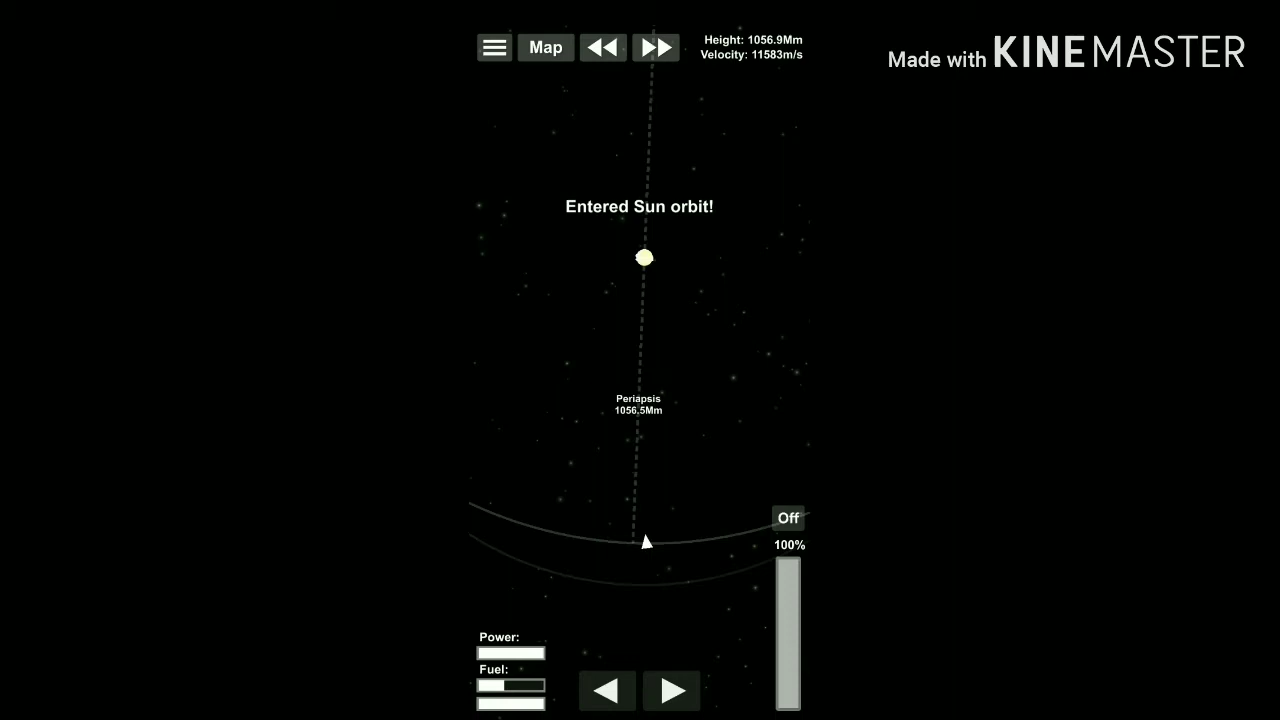 Map
Height: 1056.9Mm
Velocity: 11583m/s
Made with KINEMASTER
Entered Sun orbit!
Periapsis
1056.5Mm
Off
100%
Power:
Fuel: